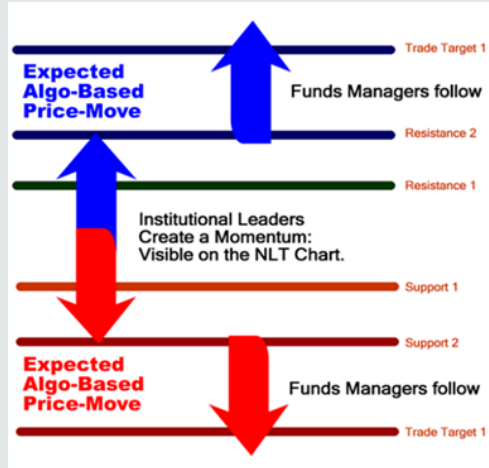 Trade Target 1
Expected
Algo-Based
Price-Move
Funds Managers follow
Resistance 2
Resistance 1
Institutional Leaders
Create a Momentum:
Visible on the NLT Chart.
Support 1
Support 2
Expected
Algo-Based
Price-Move
Funds Managers follow
Trade Target 1